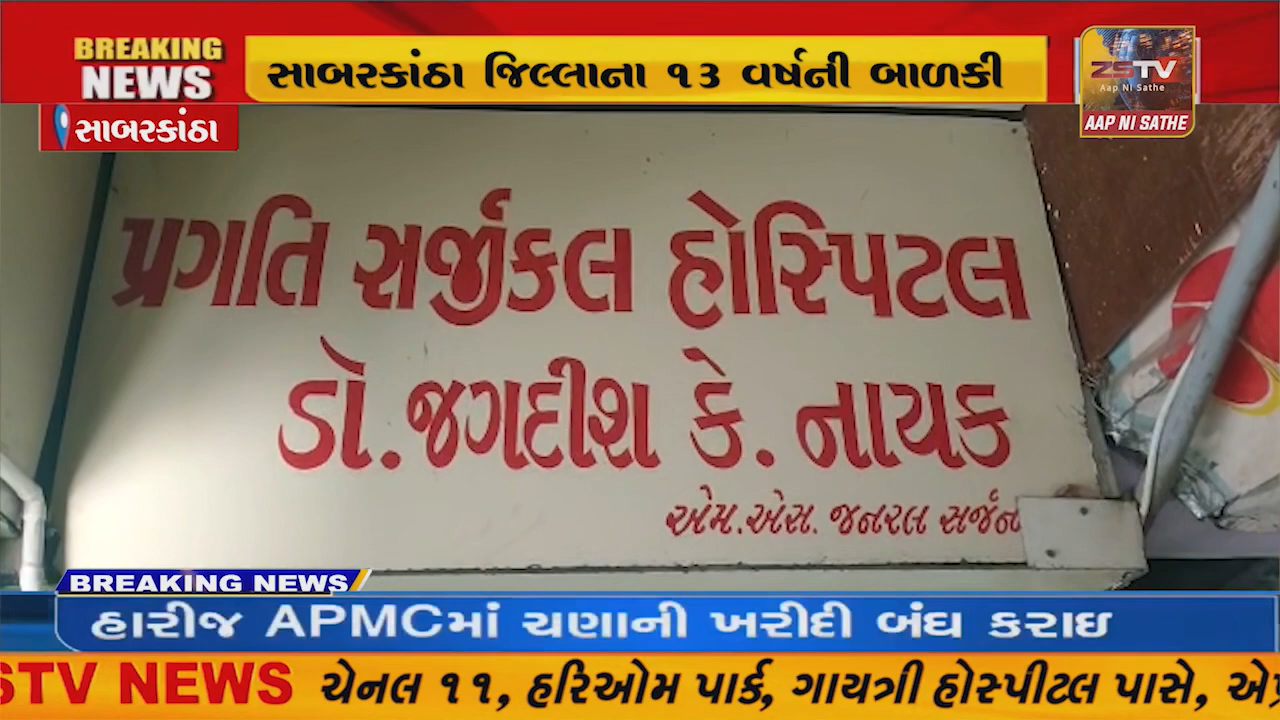 BREAKING
NEWS
સાબરકાંઠા જિલ્લાના ૧૩ વર્ષની બાળકી
ZSTV
Aap Ni Sathe
AAP NI SATHE
સાબરકાંઠા
પ્રગતિ સર્જીકલ હોસ્પિટલ
ડૉ. જગદીશ કે. નાયક
એમ.એસ. જનરલ સર્જન
BREAKING NEWS
હારીજ APMCમાં ચણાની ખરીદી બંધ કરાઇ
STV NEWS ચેનલ ૧૧, હરિઓમ પાર્ક, ગાયત્રી હોસ્પીટલ પાસે,